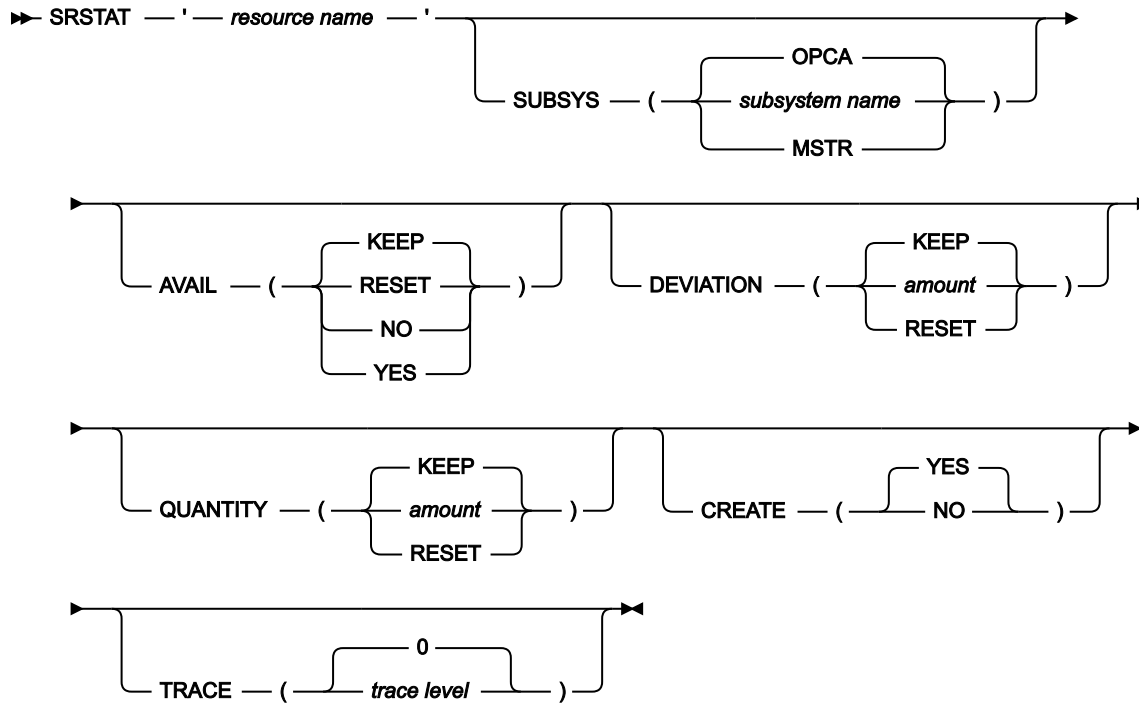 SRSTAT ' resource name '
OPCA
SUBSYS ( subsystem name )
MSTR
KEEP
AVAIL ( RESET )
NO
YES
KEEP
DEVIATION ( amount )
RESET
KEEP
QUANTITY ( amount )
RESET
YES
CREATE ( NO )
0
TRACE ( trace level )